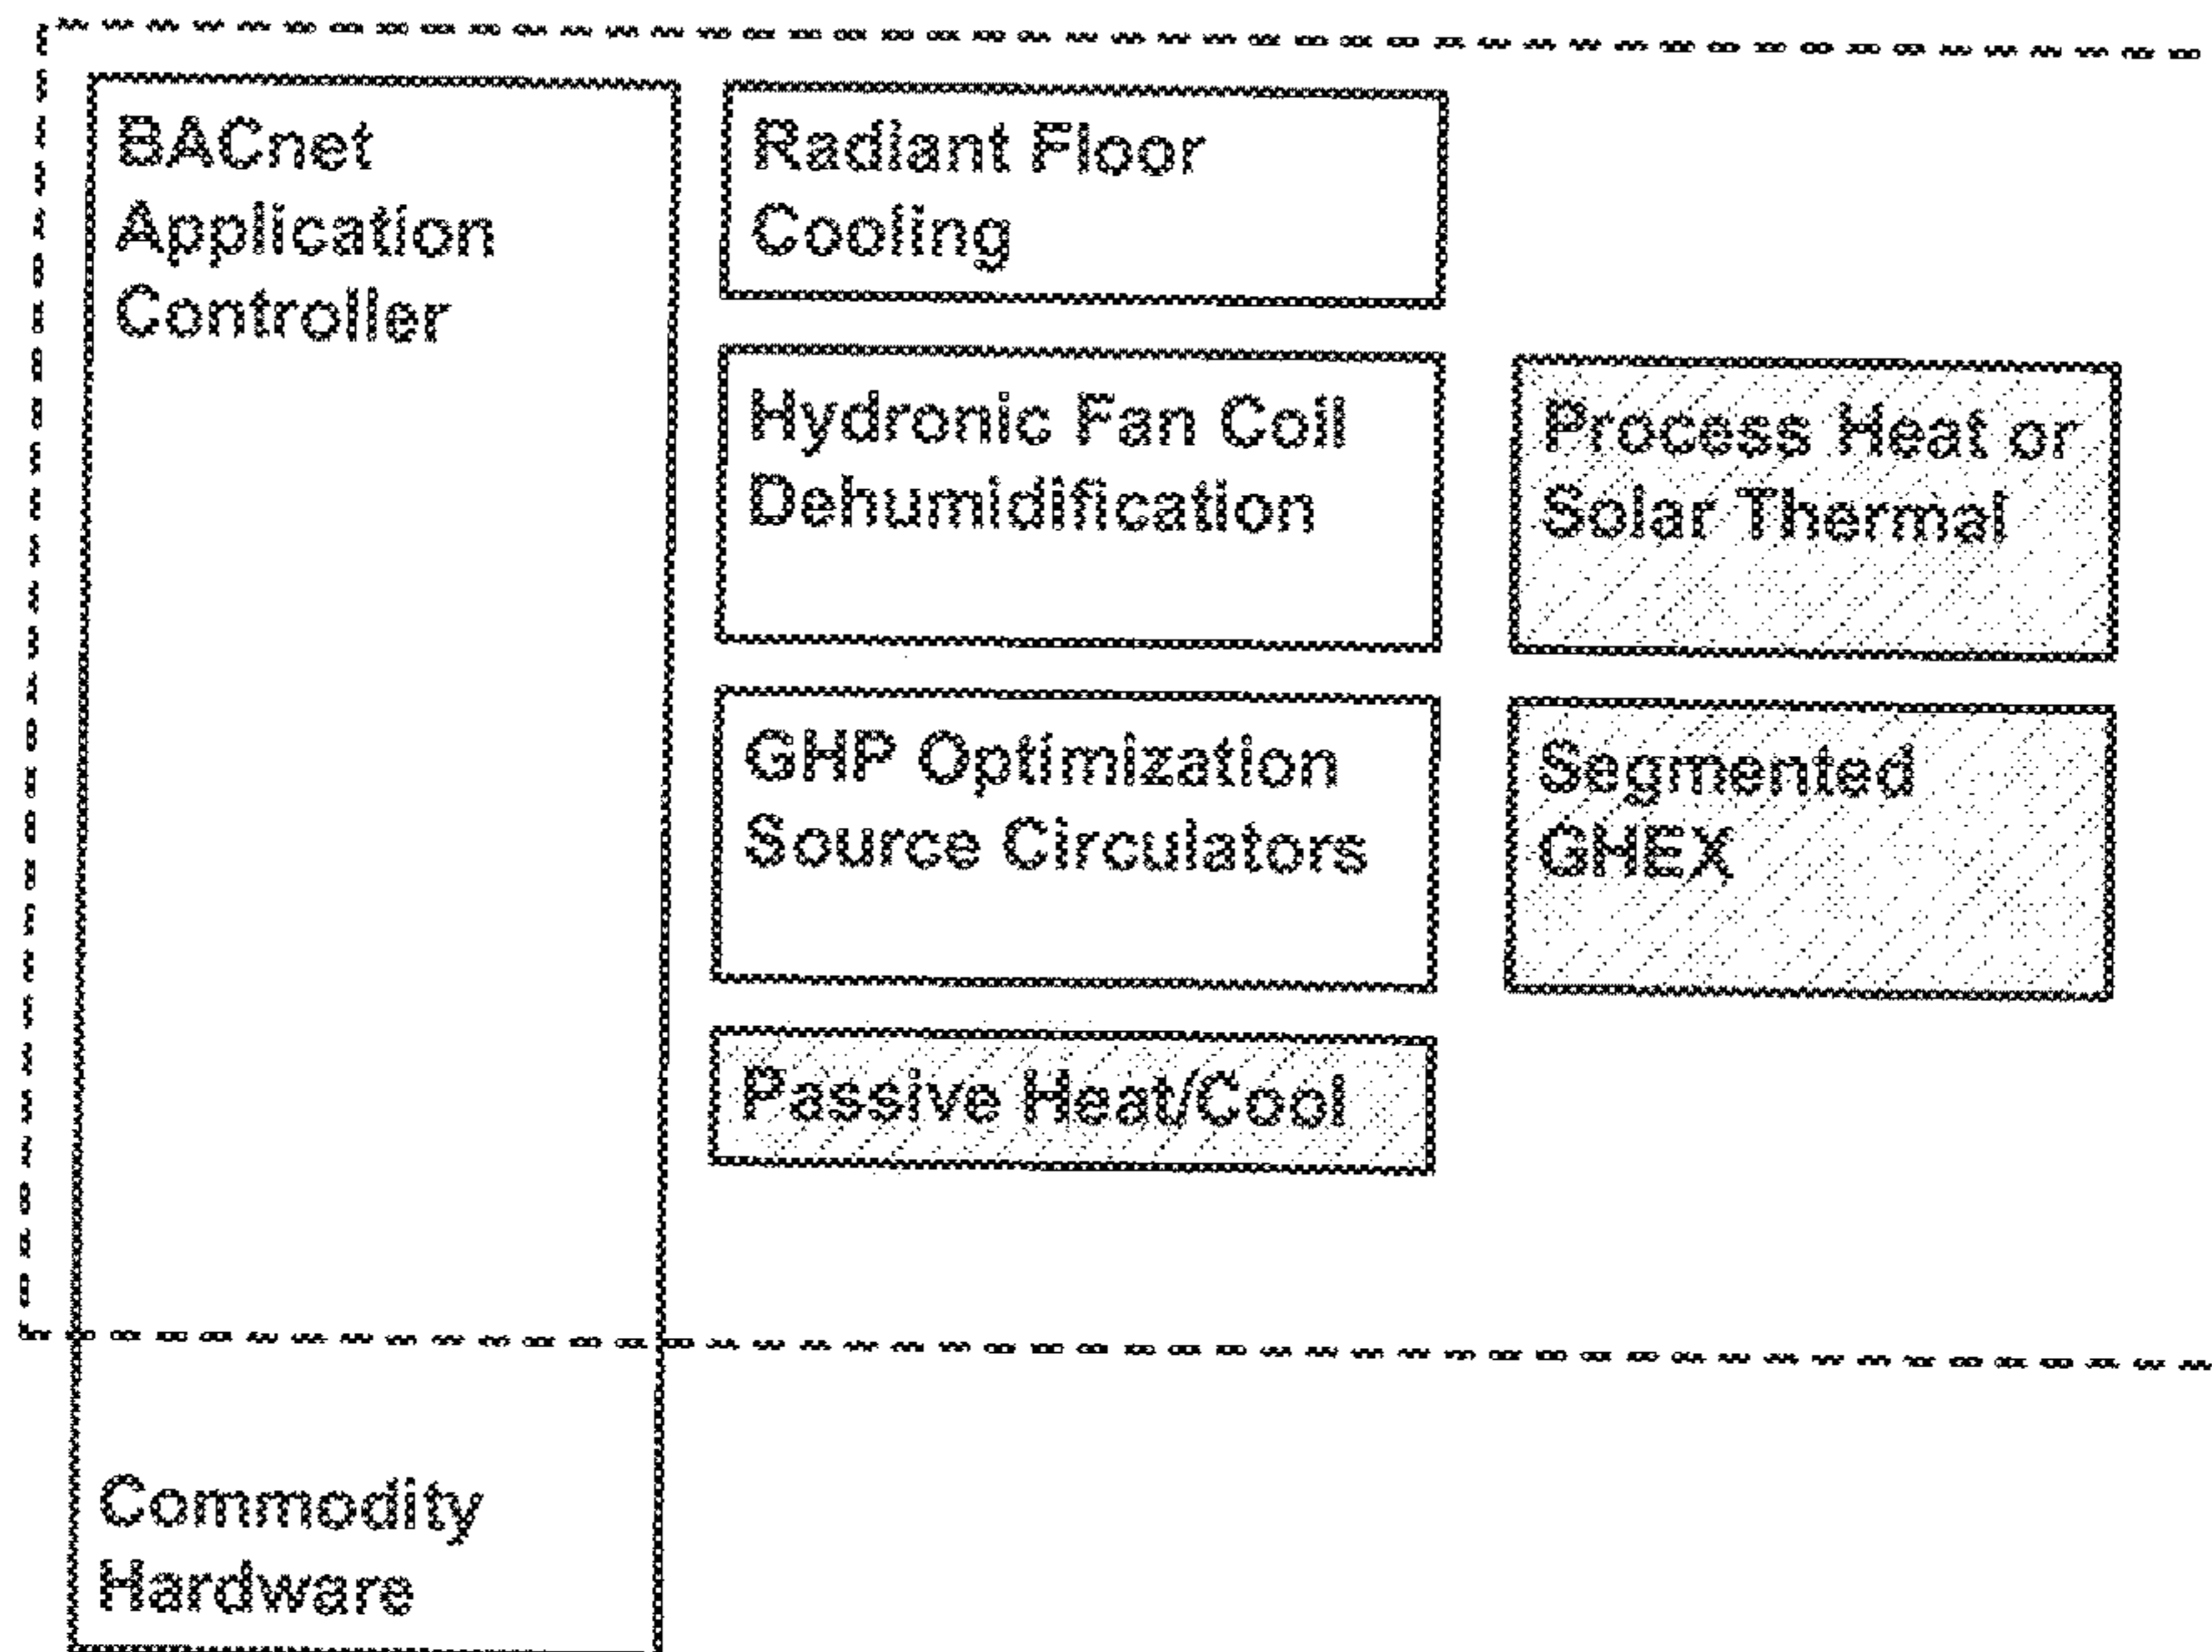 BACnet
Application
Controller
Radiant Floor
Cooling
Hydronic Fan Coil
Dehumidification
Process Heat or
Solar Thermal
GHP Optimization
Source Circulators
Segmented
GHEX
Passive Heat/Cool
Commodity
Hardware